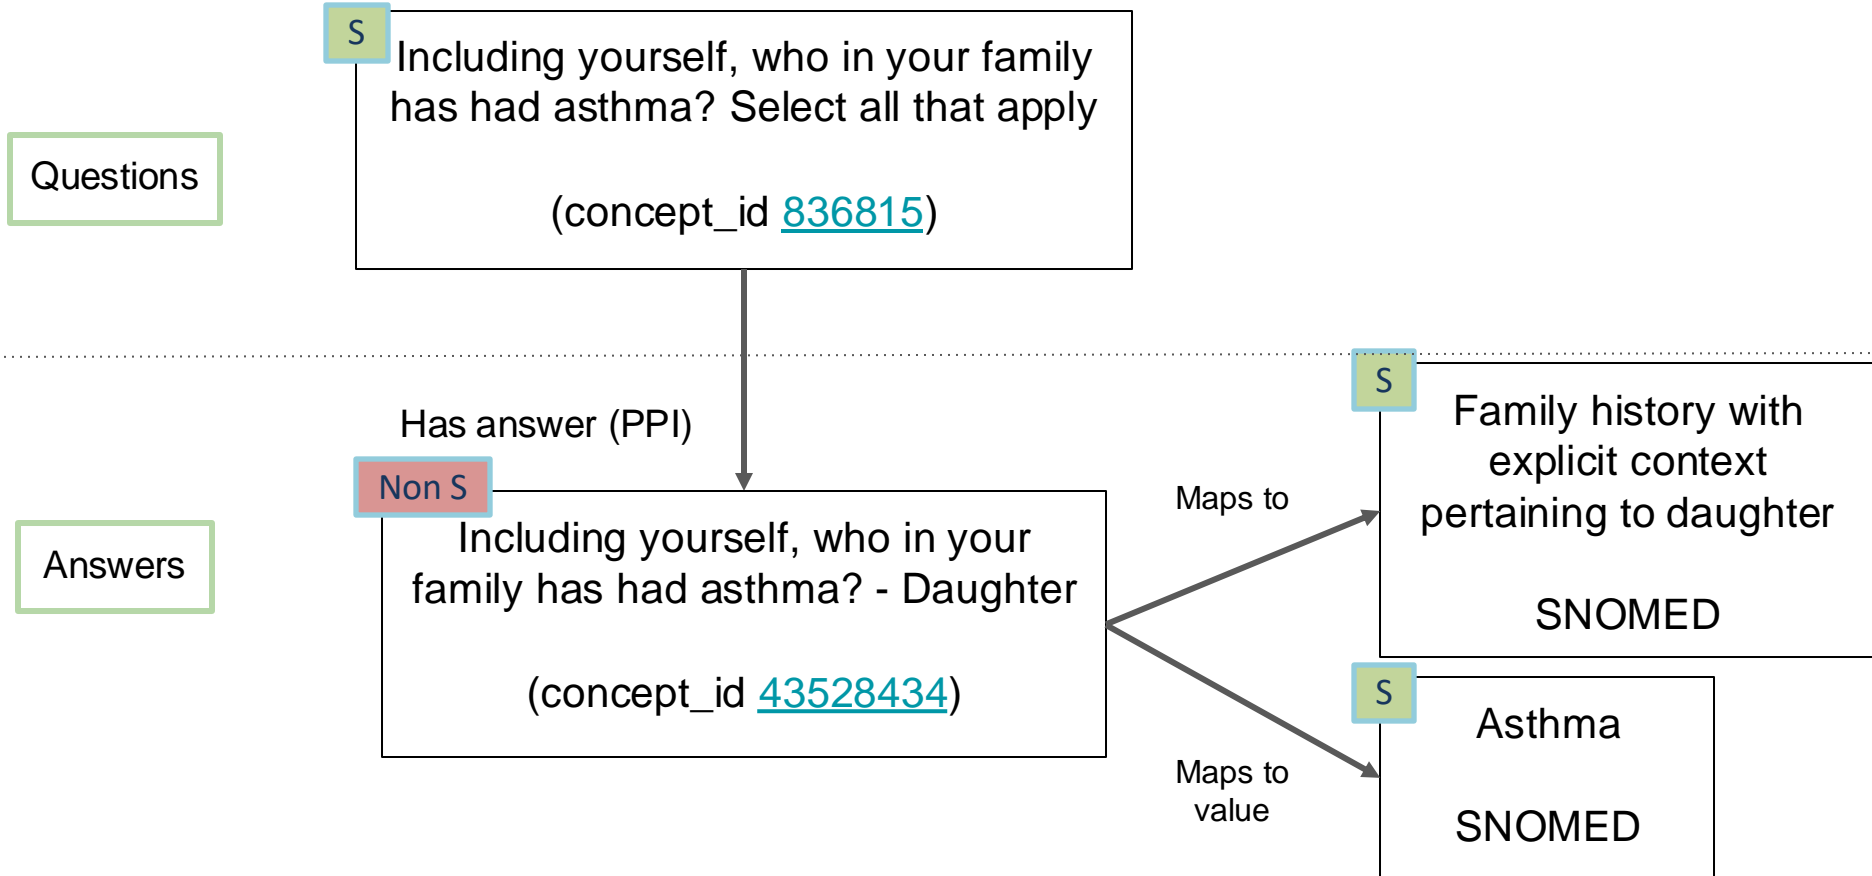 S
Including yourself, who in your family
has had asthma? Select all that apply
(concept_id 836815)
Questions
Has answer (PPI)
Non S
Including yourself, who in your
family has had asthma? - Daughter
(concept_id 43528434)
Answers
Maps to
S
Family history with
explicit context
pertaining to daughter
SNOMED
Maps to
value
S
Asthma
SNOMED